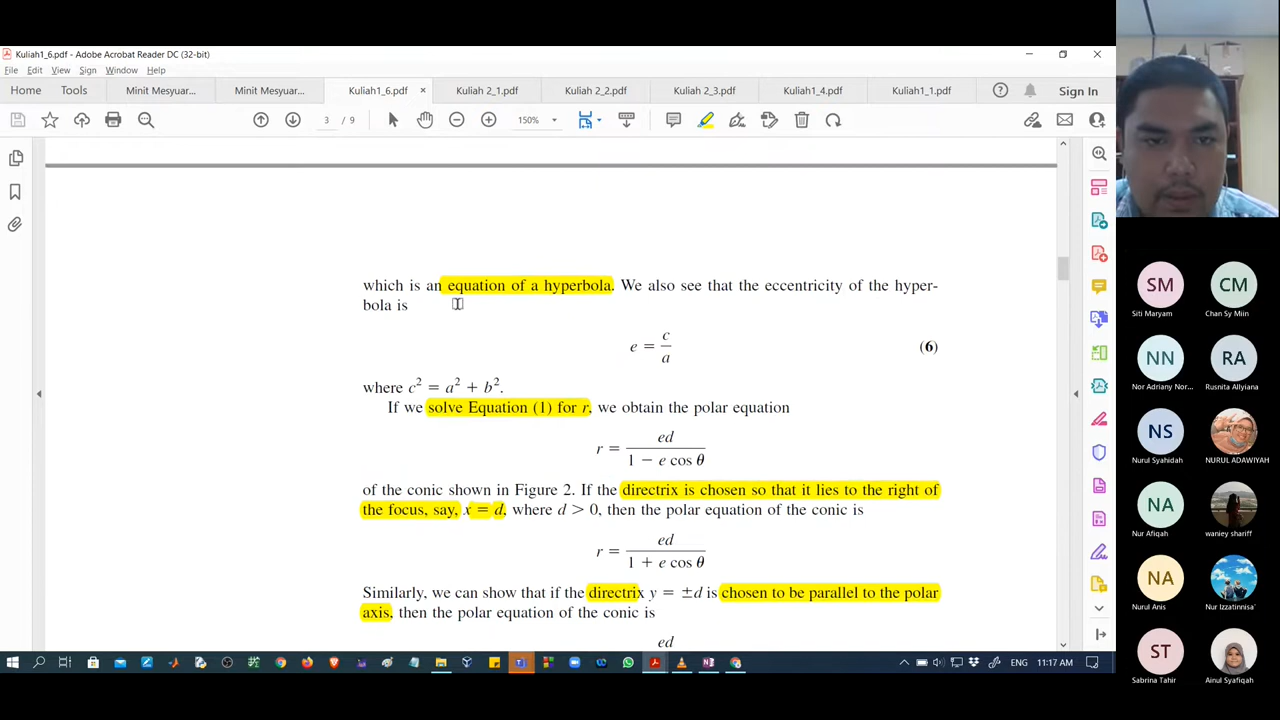 Kuliah1_6.pdf - Adobe Acrobat Reader DC (32-bit)
File Edit View Sign Window Help
Home Tools Minit Mesyuar... Minit Mesyuar... Kuliah1_6.pdf × Kuliah 2_1.pdf Kuliah 2_2.pdf Kuliah 2_3.pdf Kuliah1_4.pdf Kuliah1_1.pdf Sign In
3 / 9 150%
which is an equation of a hyperbola. We also see that the eccentricity of the hyper-
bola is
e = c/a (6)
where c² = a² + b².
If we solve Equation (1) for r, we obtain the polar equation
r = ed / (1 − e cos θ)
of the conic shown in Figure 2. If the directrix is chosen so that it lies to the right of
the focus, say, x = d, where d > 0, then the polar equation of the conic is
r = ed / (1 + e cos θ)
Similarly, we can show that if the directrix y = ±d is chosen to be parallel to the polar
axis, then the polar equation of the conic is
ed
SM CM
Siti Maryam Chan Sy Miin
NN RA
Nor Adriany Nor... Rusnita Allyiana
NS
Nurul Syahidah NURUL ADAWIYAH
NA
Nur Afiqah waniey shariff
NA
Nurul Anis Nur Izzatinnisa'
ST
Sabrina Tahir Ainul Syafiqah
ENG 11:17 AM